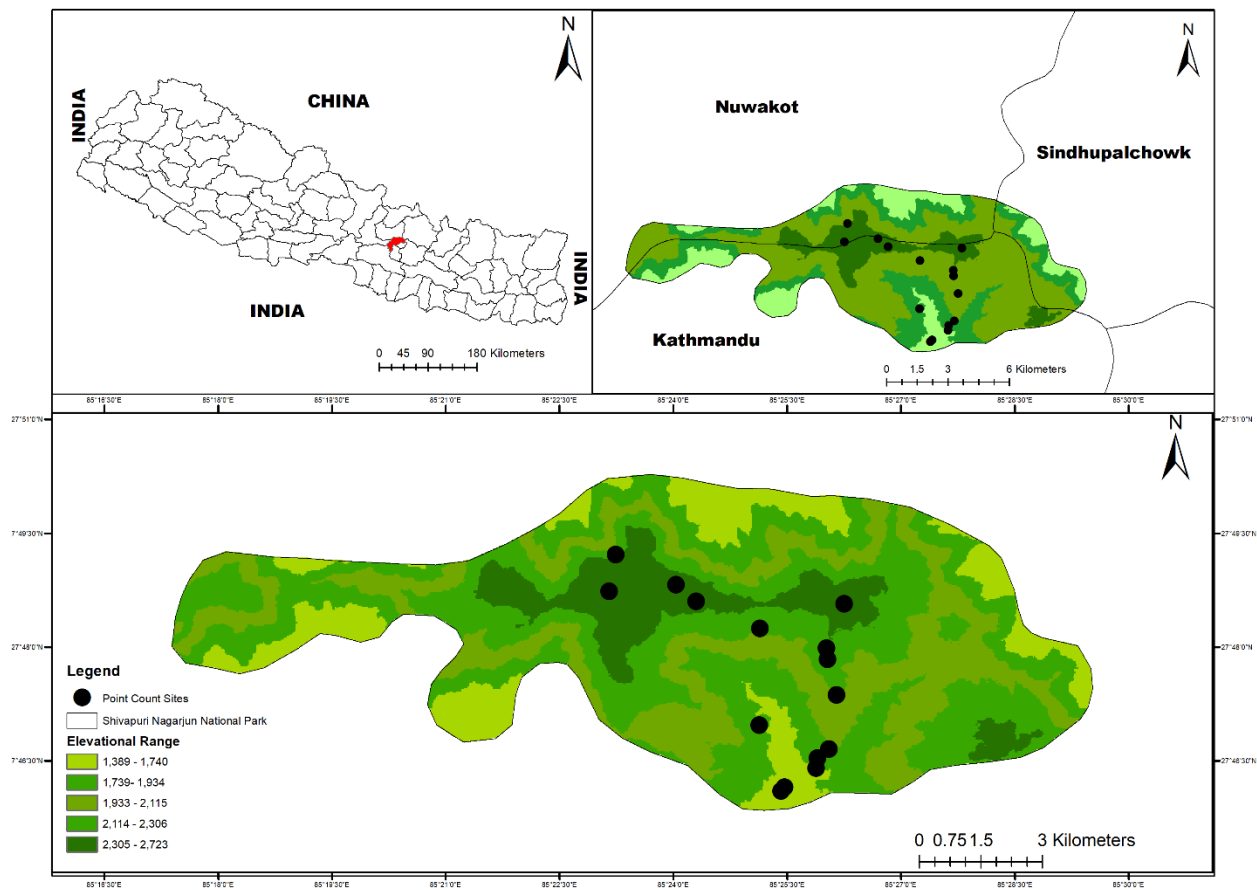 N
CHINA
INDIA
INDIA
INDIA
0 45 90 180 Kilometers
N
Nuwakot
Sindhupalchowk
Kathmandu
0 1.5 3 6 Kilometers
85°16'30"E 85°18'0"E 85°19'30"E 85°21'0"E 85°22'30"E 85°24'0"E 85°25'30"E 85°27'0"E 85°28'30"E 85°30'0"E
27°51'0"N 27°51'0"N
N
7°49'30"N 27°49'30"N
27°48'0"N 27°48'0"N
7°46'30"N 27°46'30"N
Legend
Point Count Sites
Shivapuri Nagarjun National Park
Elevational Range
1,389 - 1,740
1,739- 1,934
1,933 - 2,115
2,114 - 2,306
2,305 - 2,723
0 0.75 1.5 3 Kilometers
85°16'30"E 85°18'0"E 85°19'30"E 85°21'0"E 85°22'30"E 85°24'0"E 85°25'30"E 85°27'0"E 85°28'30"E 85°30'0"E